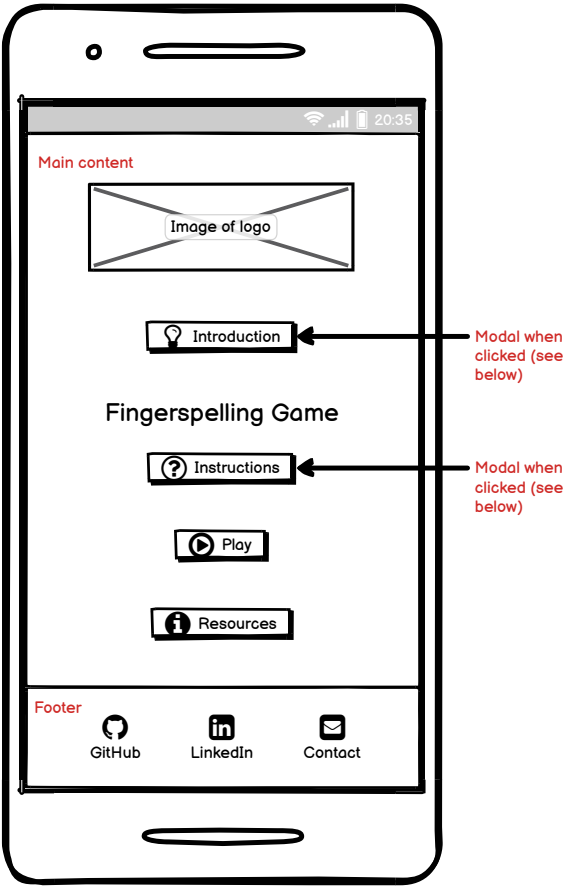 20:35
Main content
Image of logo
Introduction
Modal when
clicked (see
below)
Fingerspelling Game
Instructions
Modal when
clicked (see
below)
Play
Resources
Footer
GitHub
LinkedIn
Contact